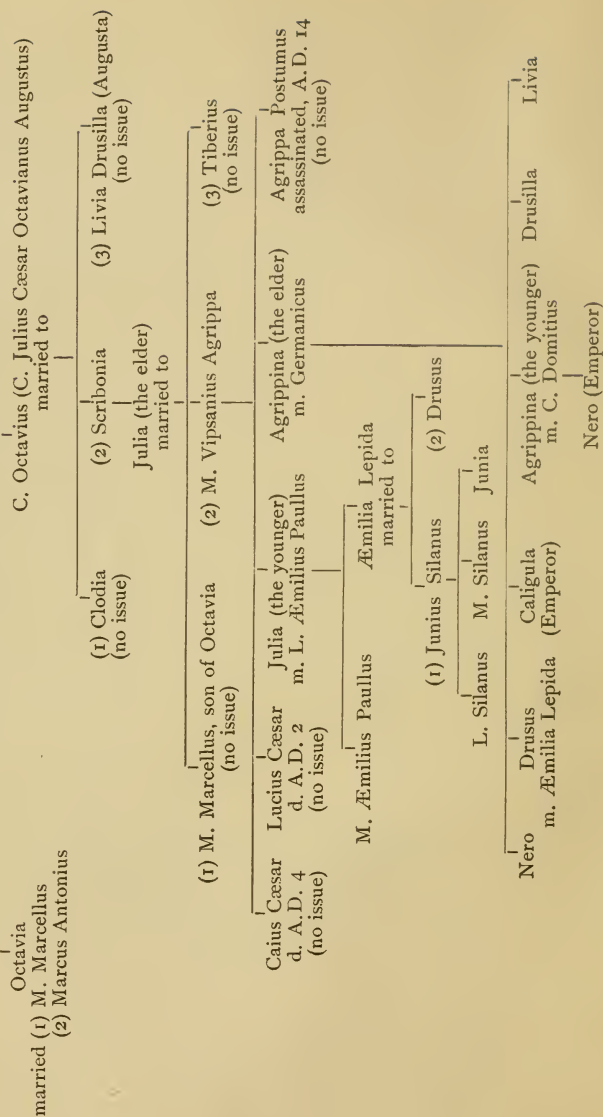 Octavia
married (1) M. Marcellus
(2) Marcus Antonius
C. Octavius (C. Julius Cæsar Octavianus Augustus)
married to
(1) Clodia
(no issue)
(2) Scribonia
(3) Livia Drusilla (Augusta)
(no issue)
Julia (the elder)
married to
(1) M. Marcellus, son of Octavia
(no issue)
(2) M. Vipsanius Agrippa
(3) Tiberius
(no issue)
Caius Cæsar
d. A.D. 4
(no issue)
Lucius Cæsar
d. A.D. 2
(no issue)
Julia (the younger)
m. L. Æmilius Paullus
Agrippina (the elder)
m. Germanicus
Agrippa Postumus
assassinated, A.D. 14
(no issue)
M. Æmilius Paullus
Æmilia Lepida
married to
(1) Junius Silanus
(2) Drusus
L. Silanus
M. Silanus
Junia
Nero
Drusus
m. Æmilia Lepida
Caligula
(Emperor)
Agrippina (the younger)
m. C. Domitius
Drusilla
Livia
Nero (Emperor)